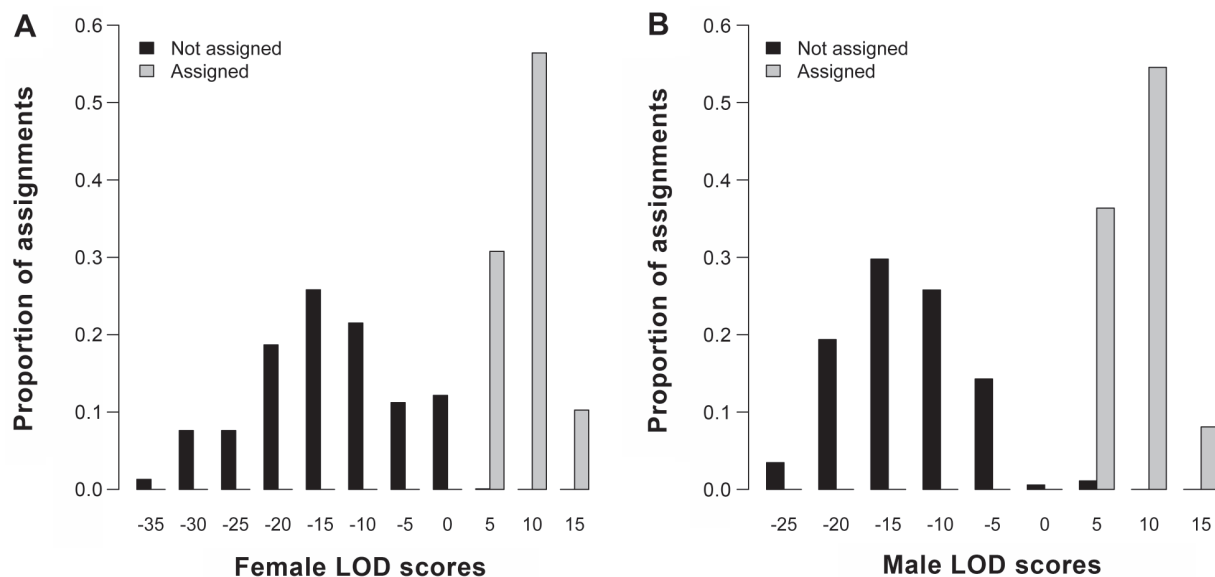 A
Not assigned
Assigned
Proportion of assignments
0.6
0.5
0.4
0.3
0.2
0.1
0.0
-35 -30 -25 -20 -15 -10 -5 0 5 10 15
Female LOD scores
B
Not assigned
Assigned
Proportion of assignments
0.6
0.5
0.4
0.3
0.2
0.1
0.0
-25 -20 -15 -10 -5 0 5 10 15
Male LOD scores